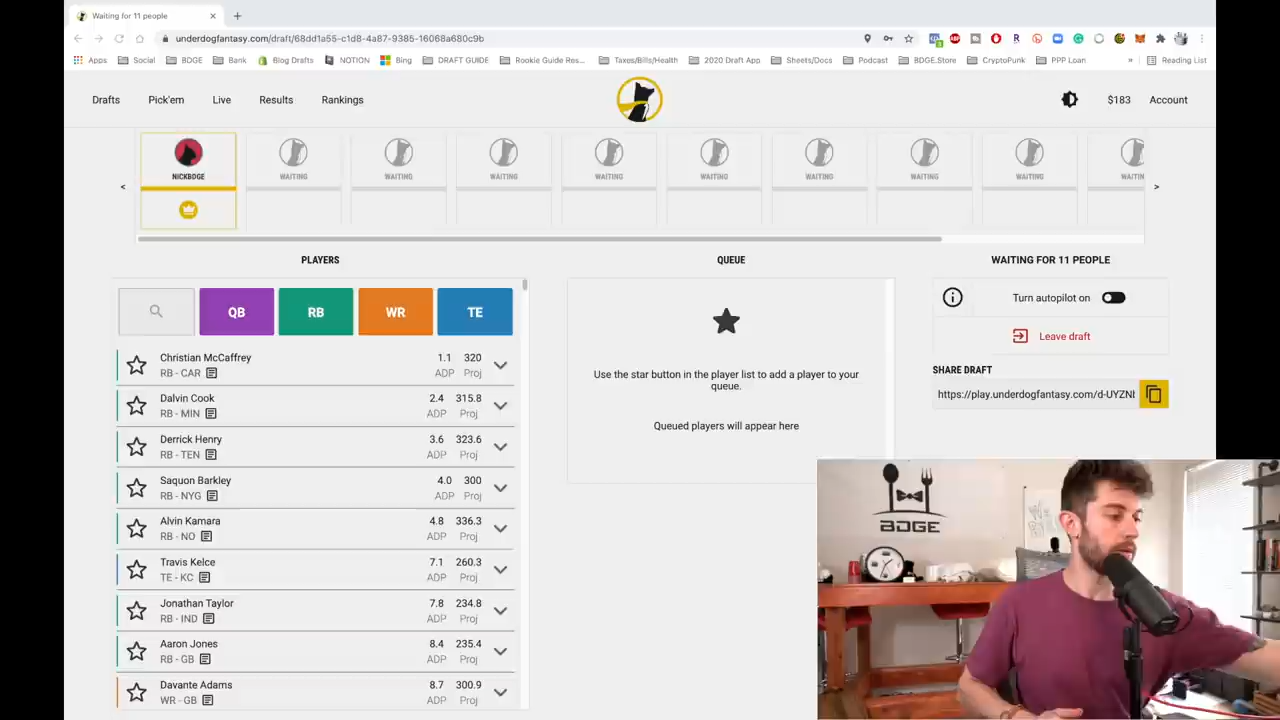 Waiting for 11 people
underdogfantasy.com/draft/68dd1a55-c1d8-4a87-9385-16068a680c9b
Apps Social BDGE Bank Blog Drafts NOTION Bing DRAFT GUIDE Rookie Guide Res... Taxes/Bills/Health 2020 Draft App Sheets/Docs Podcast BDGE.Store CryptoPunk PPP Loan » Reading List
Drafts Pick'em Live Results Rankings $183 Account
NICKBDGE WAITING WAITING WAITING WAITING WAITING WAITING WAITING WAITING WAITIN
< >
PLAYERS QUEUE WAITING FOR 11 PEOPLE
QB RB WR TE
Turn autopilot on
Leave draft
SHARE DRAFT
https://play.underdogfantasy.com/d-UYZNI
Use the star button in the player list to add a player to your
queue.
Queued players will appear here
Christian McCaffrey 1.1 320
RB - CAR ADP Proj
Dalvin Cook 2.4 315.8
RB - MIN ADP Proj
Derrick Henry 3.6 323.6
RB - TEN ADP Proj
Saquon Barkley 4.0 300
RB - NYG ADP Proj
Alvin Kamara 4.8 336.3
RB - NO ADP Proj
Travis Kelce 7.1 260.3
TE - KC ADP Proj
Jonathan Taylor 7.8 234.8
RB - IND ADP Proj
Aaron Jones 8.4 235.4
RB - GB ADP Proj
Davante Adams 8.7 300.9
WR - GB ADP Proj
BDGE